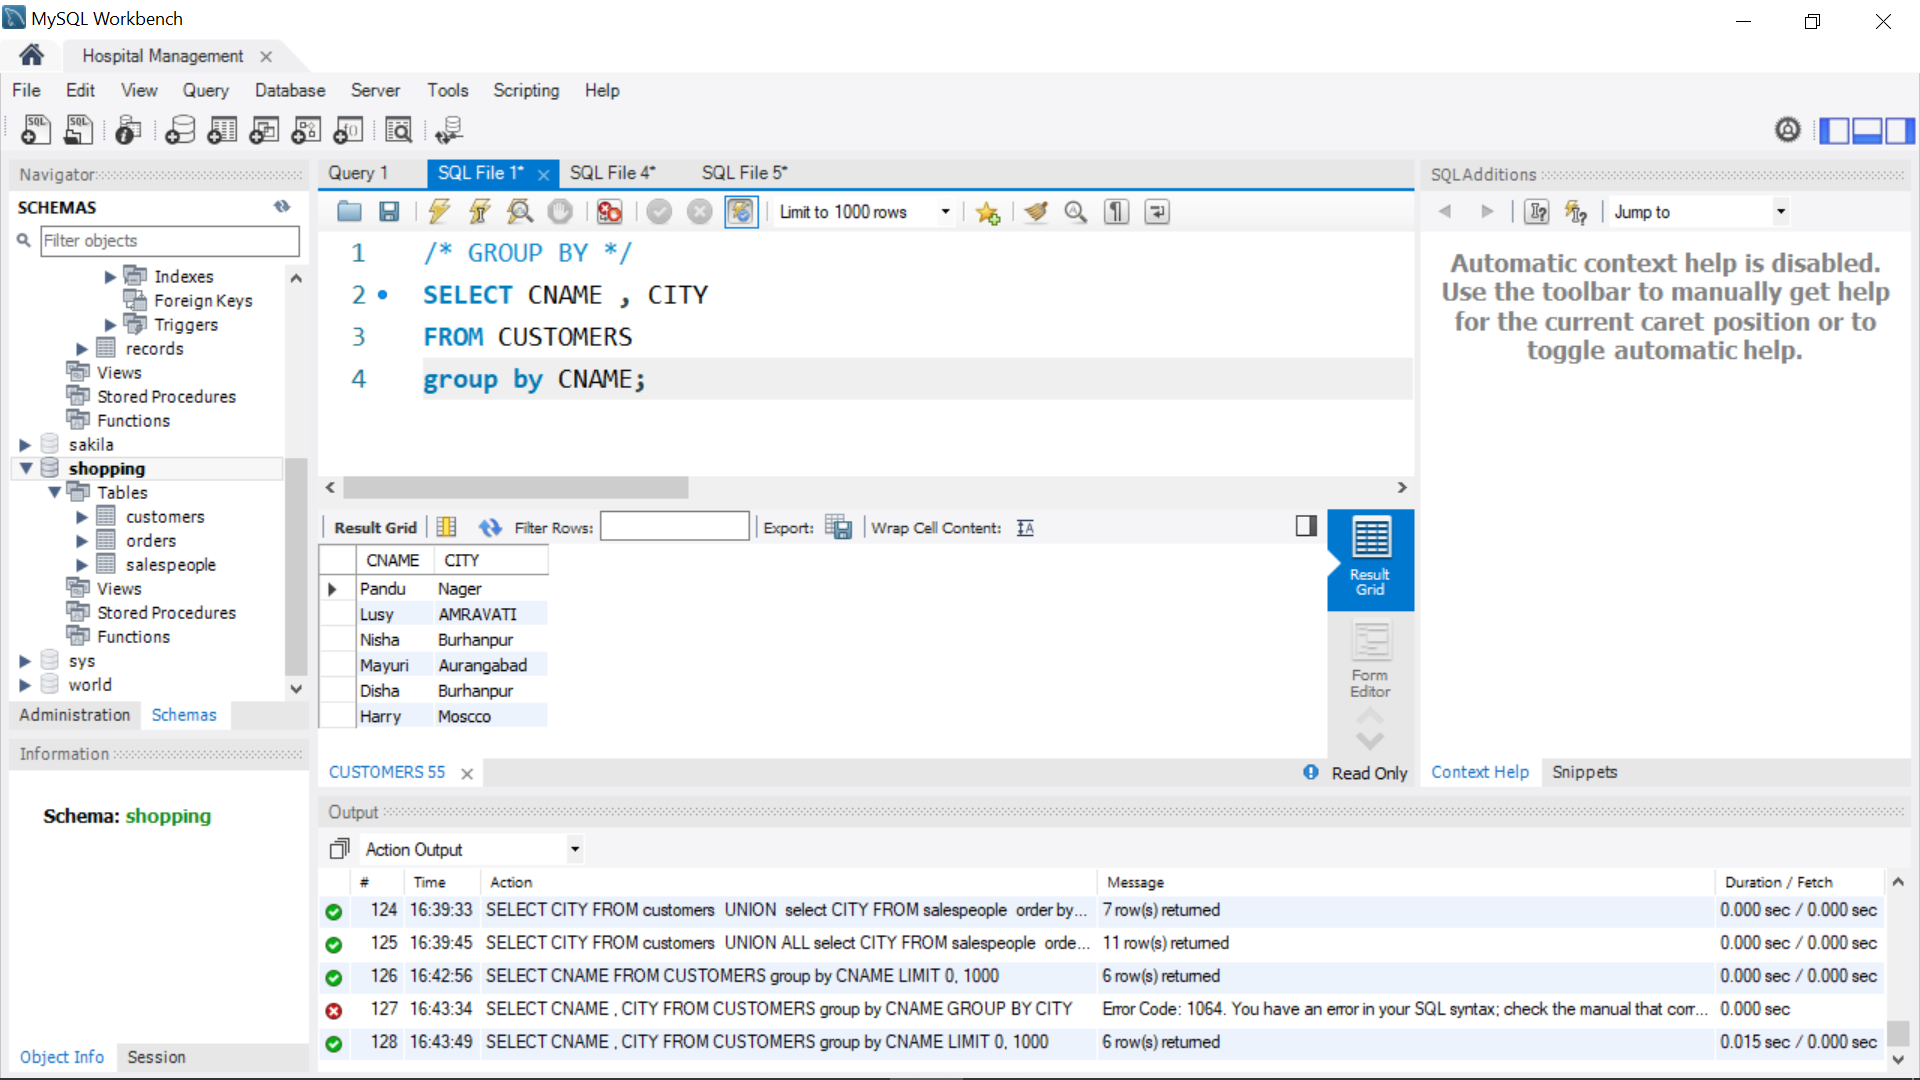 MySQL Workbench
Hospital Management
File Edit View Query Database Server Tools Scripting Help
Navigator
SCHEMAS
Filter objects
Indexes
Foreign Keys
Triggers
records
Views
Stored Procedures
Functions
sakila
shopping
Tables
customers
orders
salespeople
Views
Stored Procedures
Functions
sys
world
Administration Schemas
Information
Schema: shopping
Object Info Session
Query 1 SQL File 1* SQL File 4* SQL File 5*
Limit to 1000 rows
1 /* GROUP BY */
2 SELECT CNAME , CITY
3 FROM CUSTOMERS
4 group by CNAME;
Result Grid Filter Rows: Export: Wrap Cell Content:
CNAME CITY
Pandu Nager
Lusy AMRAVATI
Nisha Burhanpur
Mayuri Aurangabad
Disha Burhanpur
Harry Moscco
Result
Grid
Form
Editor
CUSTOMERS 55
Read Only
SQLAdditions
Jump to
Automatic context help is disabled.
Use the toolbar to manually get help
for the current caret position or to
toggle automatic help.
Context Help Snippets
Output
Action Output
# Time Action Message Duration / Fetch
124 16:39:33 SELECT CITY FROM customers UNION select CITY FROM salespeople order by... 7 row(s) returned 0.000 sec / 0.000 sec
125 16:39:45 SELECT CITY FROM customers UNION ALL select CITY FROM salespeople orde... 11 row(s) returned 0.000 sec / 0.000 sec
126 16:42:56 SELECT CNAME FROM CUSTOMERS group by CNAME LIMIT 0, 1000 6 row(s) returned 0.000 sec / 0.000 sec
127 16:43:34 SELECT CNAME , CITY FROM CUSTOMERS group by CNAME GROUP BY CITY Error Code: 1064. You have an error in your SQL syntax; check the manual that corr... 0.000 sec
128 16:43:49 SELECT CNAME , CITY FROM CUSTOMERS group by CNAME LIMIT 0, 1000 6 row(s) returned 0.015 sec / 0.000 sec